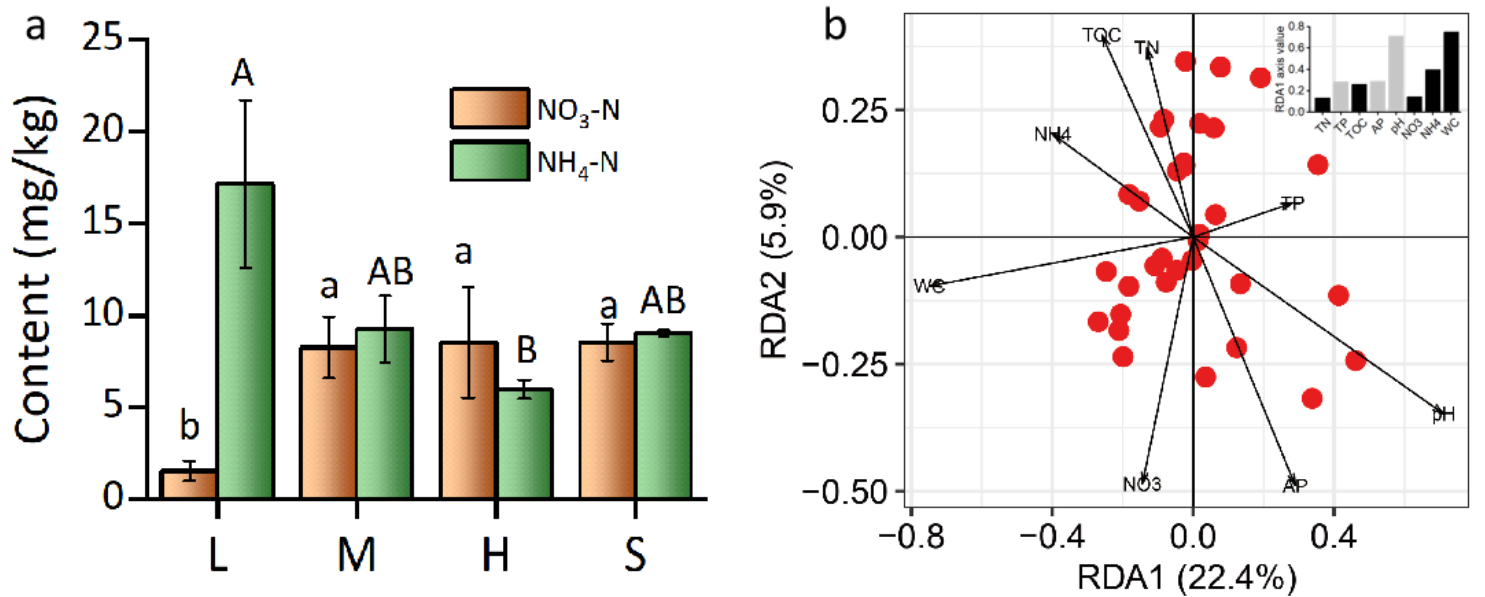 a
Content (mg/kg)
25
20
15
10
5
0
b
A
a
AB
a
B
a
AB
NO₃-N
NH₄-N
L M H S
b
RDA2 (5.9%)
0.25
0.00
−0.25
−0.50
TOC
TN
NH4
TP
WC
NO3
AP
pH
−0.8 −0.4 0.0 0.4
RDA1 (22.4%)
RDA1 axis value
0.8
0.6
0.4
0.2
0.0
TN TP TOC AP pH NO3 NH4 WC